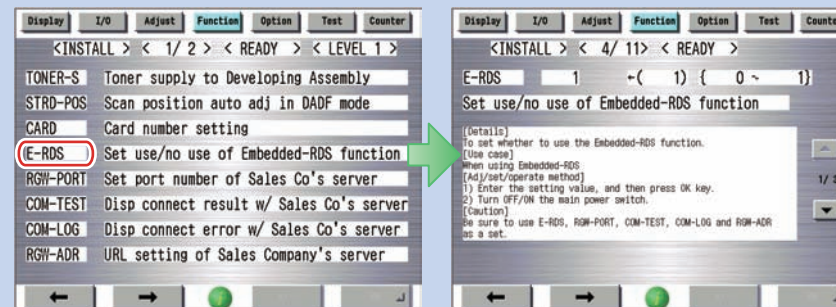 Display I/O Adjust Function Option Test Counter
<INSTALL > < 1/ 2 > < READY > < LEVEL 1 >
TONER-S Toner supply to Developing Assembly
STRD-POS Scan position auto adj in DADF mode
CARD Card number setting
E-RDS Set use/no use of Embedded-RDS function
RGW-PORT Set port number of Sales Co's server
COM-TEST Disp connect result w/ Sales Co's server
COM-LOG Disp connect error w/ Sales Co's server
RGW-ADR URL setting of Sales Company's server
Display I/O Adjust Function Option Test Counte
<INSTALL > < 4/ 11> < READY >
E-RDS 1 ←( 1) { 0 ~ 1}
Set use/no use of Embedded-RDS function
[Details]
To set whether to use the Embedded-RDS function.
[Use case]
When using Embedded-RDS
[Adj/set/operate method]
1) Enter the setting value, and then press OK key.
2) Turn OFF/ON the main power switch.
[Caution]
Be sure to use E-RDS, RGW-PORT, COM-TEST, COM-LOG and RGW-ADR
as a set.
1/